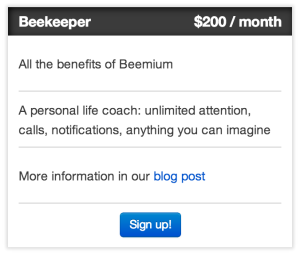 Beekeeper $200 / month
All the benefits of Beemium
A personal life coach: unlimited attention,
calls, notifications, anything you can imagine
More information in our blog post
Sign up!